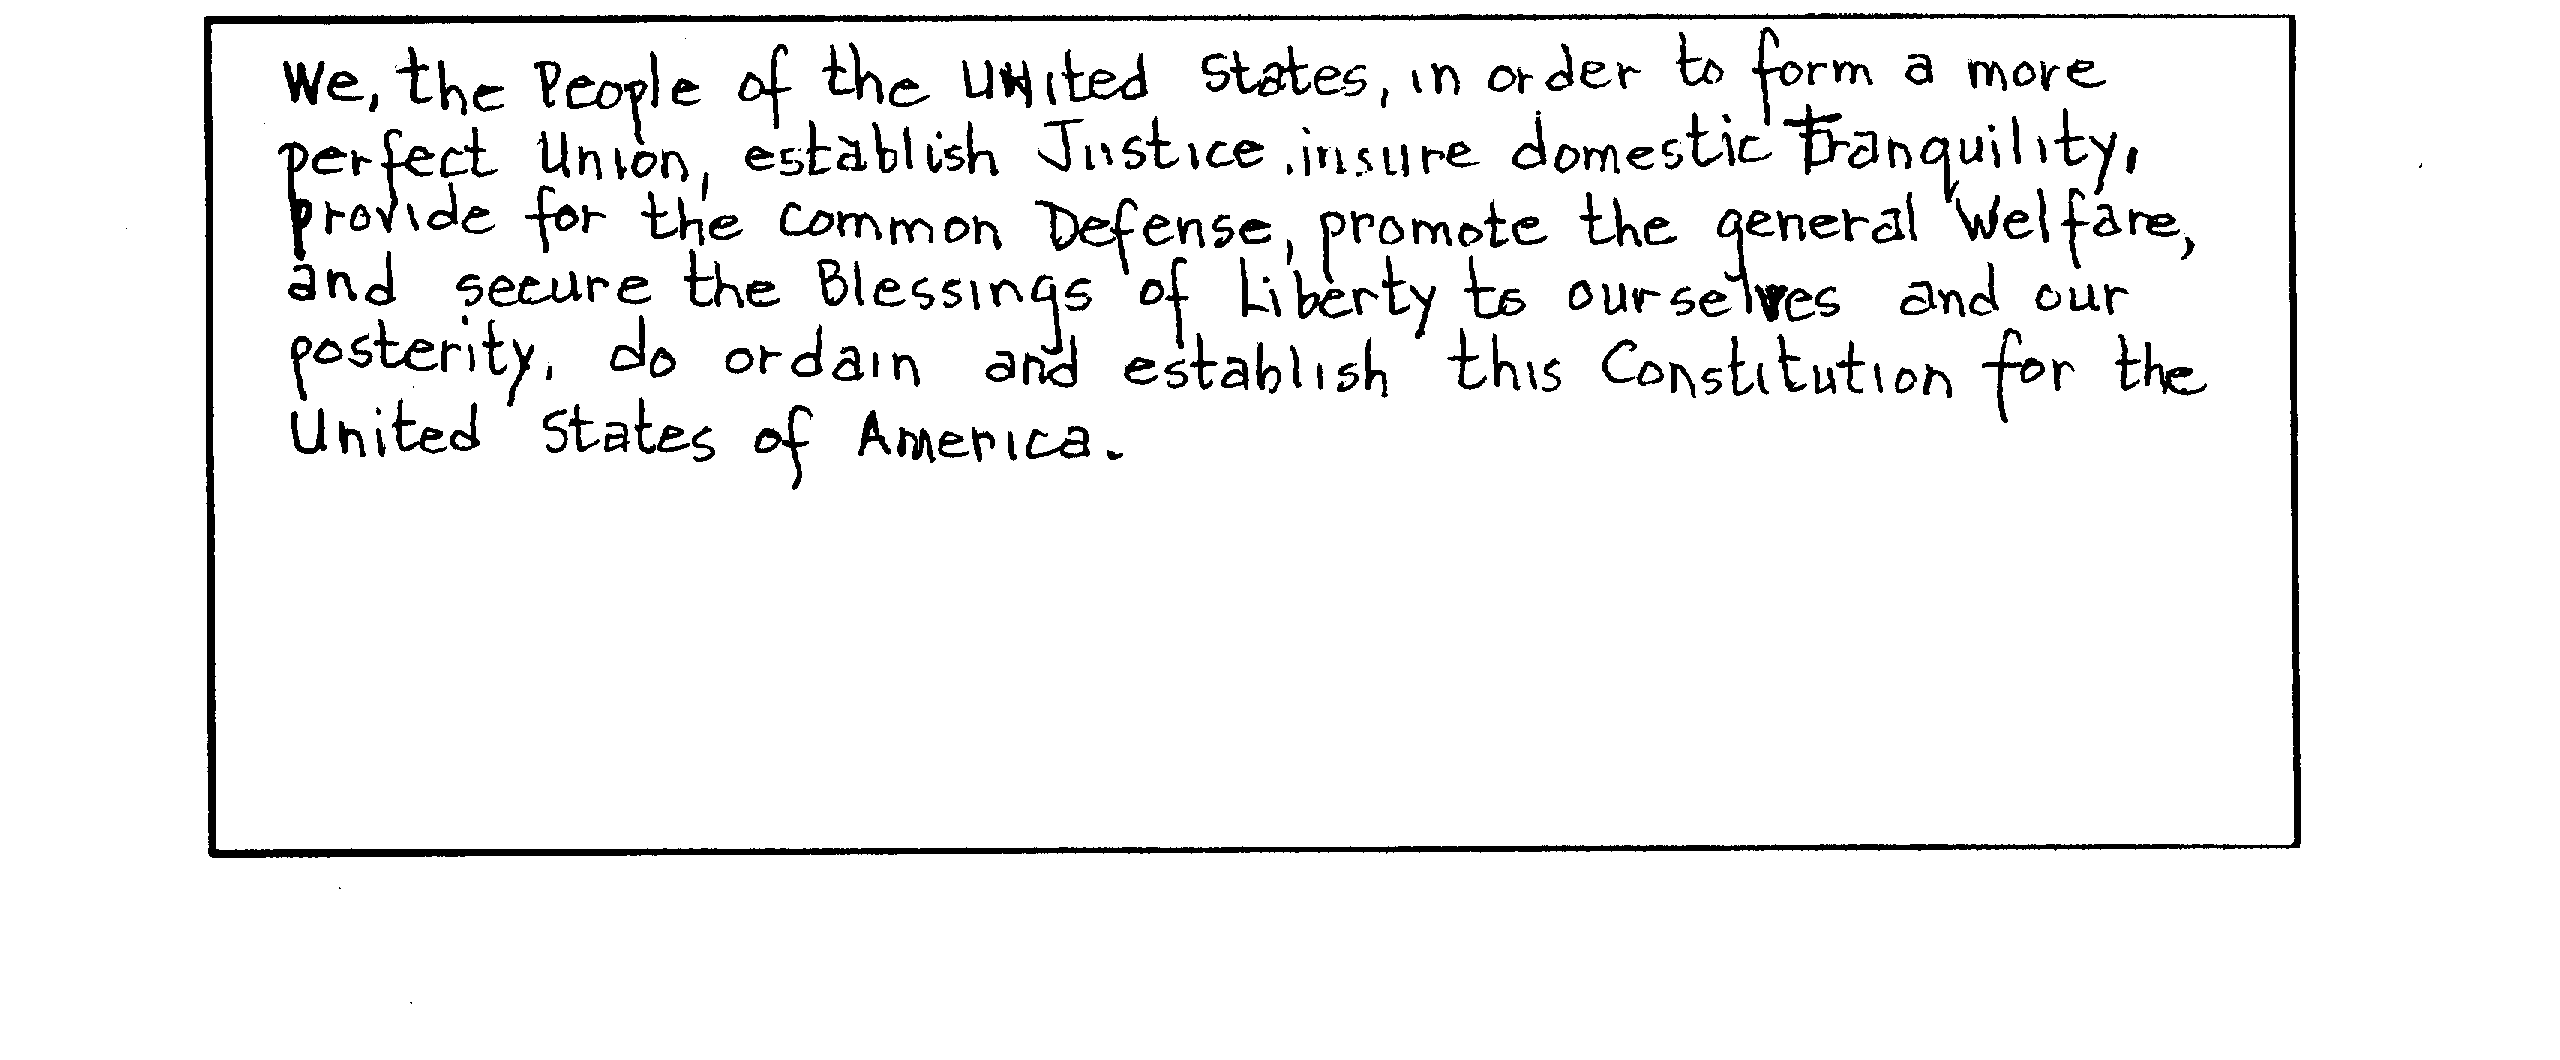 We, the People of the United States, in order to form a more
perfect Union, establish Justice, insure domestic Tranquility,
provide for the common Defense, promote the general Welfare,
and secure the Blessings of Liberty to ourselves and our
posterity, do ordain and establish this Constitution for the
United States of America.